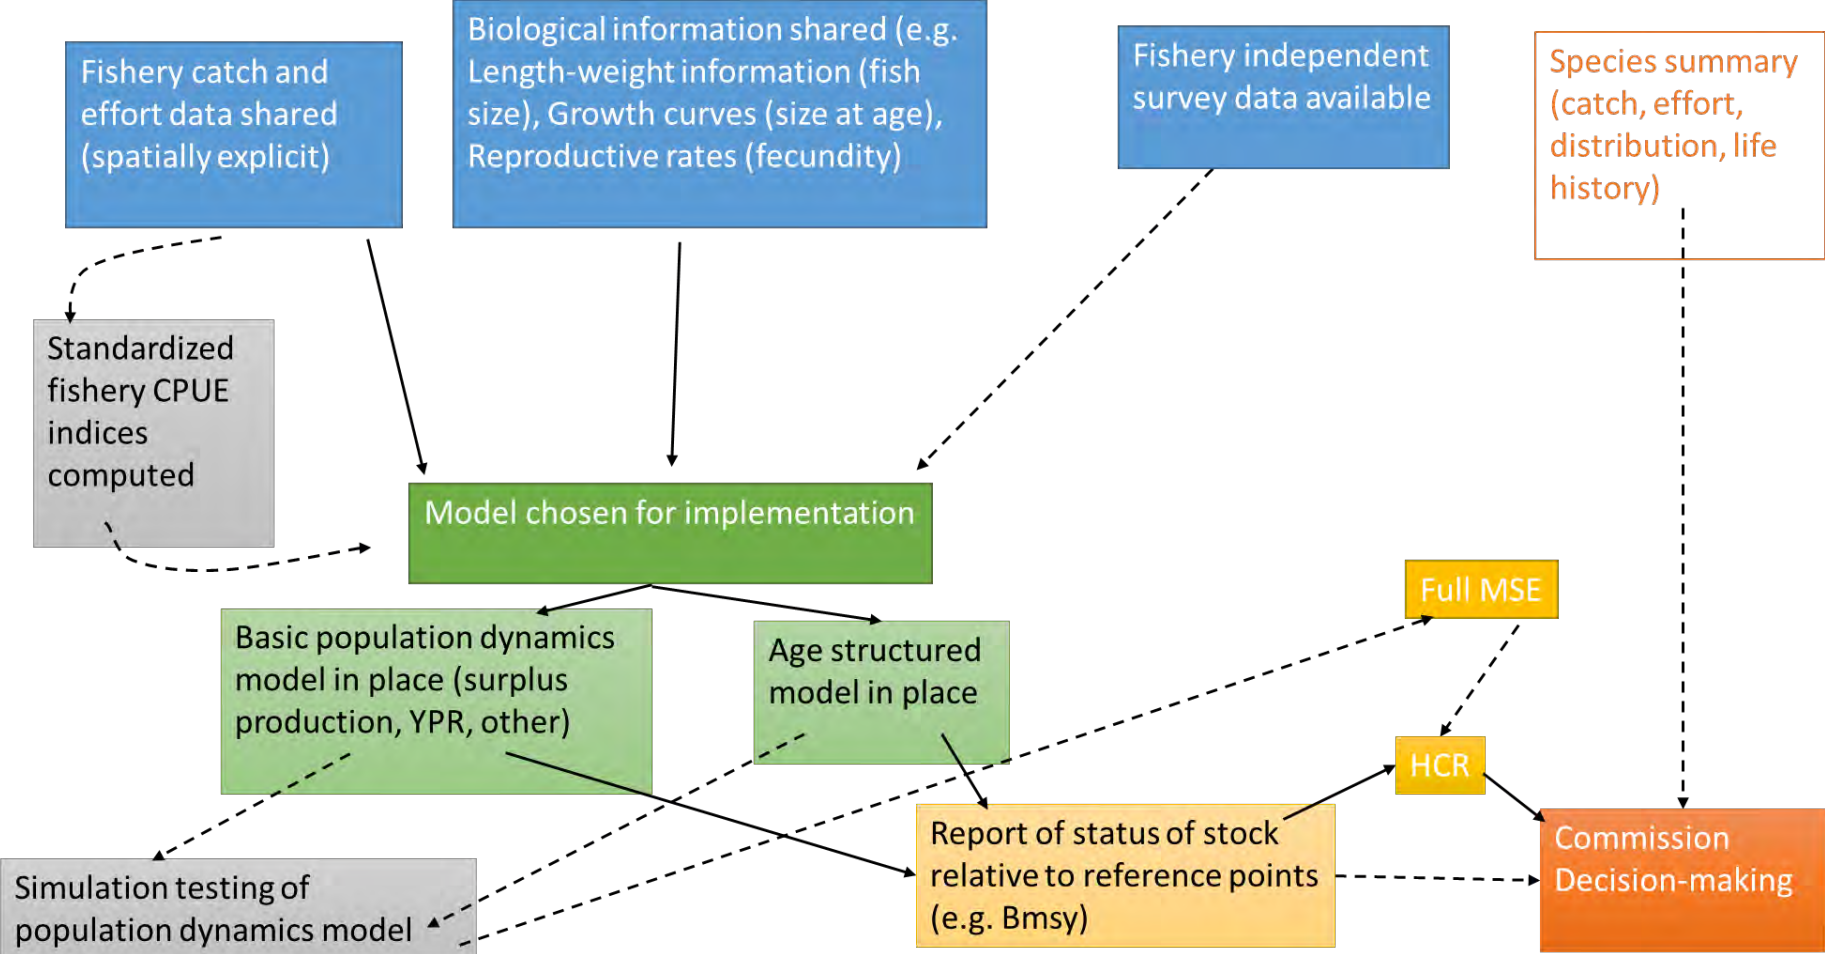 Fishery catch and
effort data shared
(spatially explicit)
Biological information shared (e.g.
Length-weight information (fish
size), Growth curves (size at age),
Reproductive rates (fecundity)
Fishery independent
survey data available
Species summary
(catch, effort,
distribution, life
history)
Standardized
fishery CPUE
indices
computed
Model chosen for implementation
Full MSE
Basic population dynamics
model in place (surplus
production, YPR, other)
Age structured
model in place
HCR
Simulation testing of
population dynamics model
Report of status of stock
relative to reference points
(e.g. Bmsy)
Commission
Decision-making